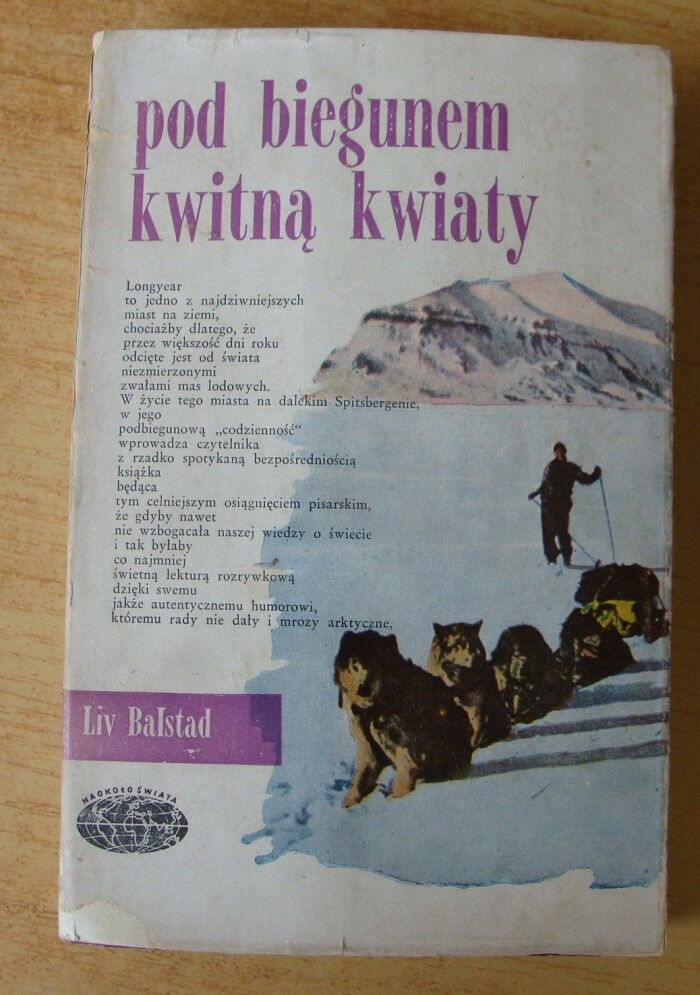 pod biegunem
kwitną kwiaty
Longyear
to jedno z najdziwniejszych
miast na ziemi,
chociażby dlatego, że
przez większość dni roku
odcięte jest od świata
niezmierzonymi
zwałami mas lodowych.
W życie tego miasta na dalekim Spitsbergenie,
w jego
podbiegunową „codzienność“
wprowadza czytelnika
z rzadko spotykaną bezpośredniością
książka
będąca
tym celniejszym osiągnięciem pisarskim,
że gdyby nawet
nie wzbogacała naszej wiedzy o świecie
i tak byłaby
co najmniej
świetną lekturą rozrywkową
dzięki swemu
jakże autentycznemu humorowi,
któremu rady nie dały i mrozy arktyczne,
Liv Balstad
NAOKOŁO ŚWIATA